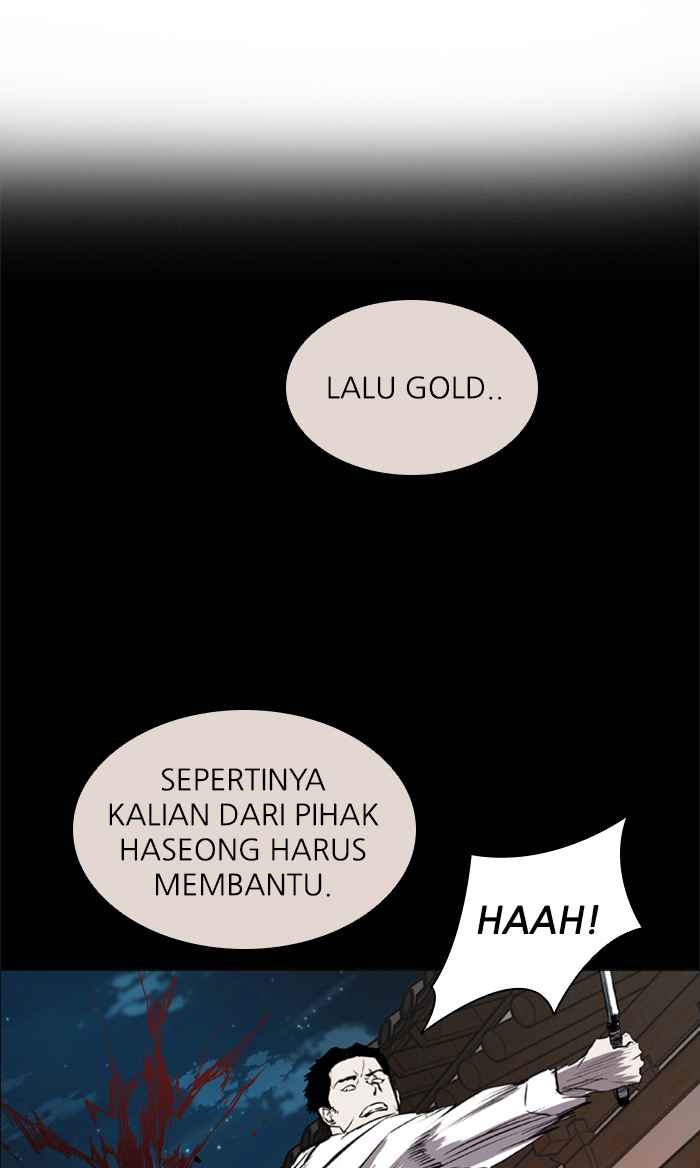 LALU GOLD..
SEPERTINYA
KALIAN DARI PIHAK
HASEONG HARUS
MEMBANTU.
HAAH!